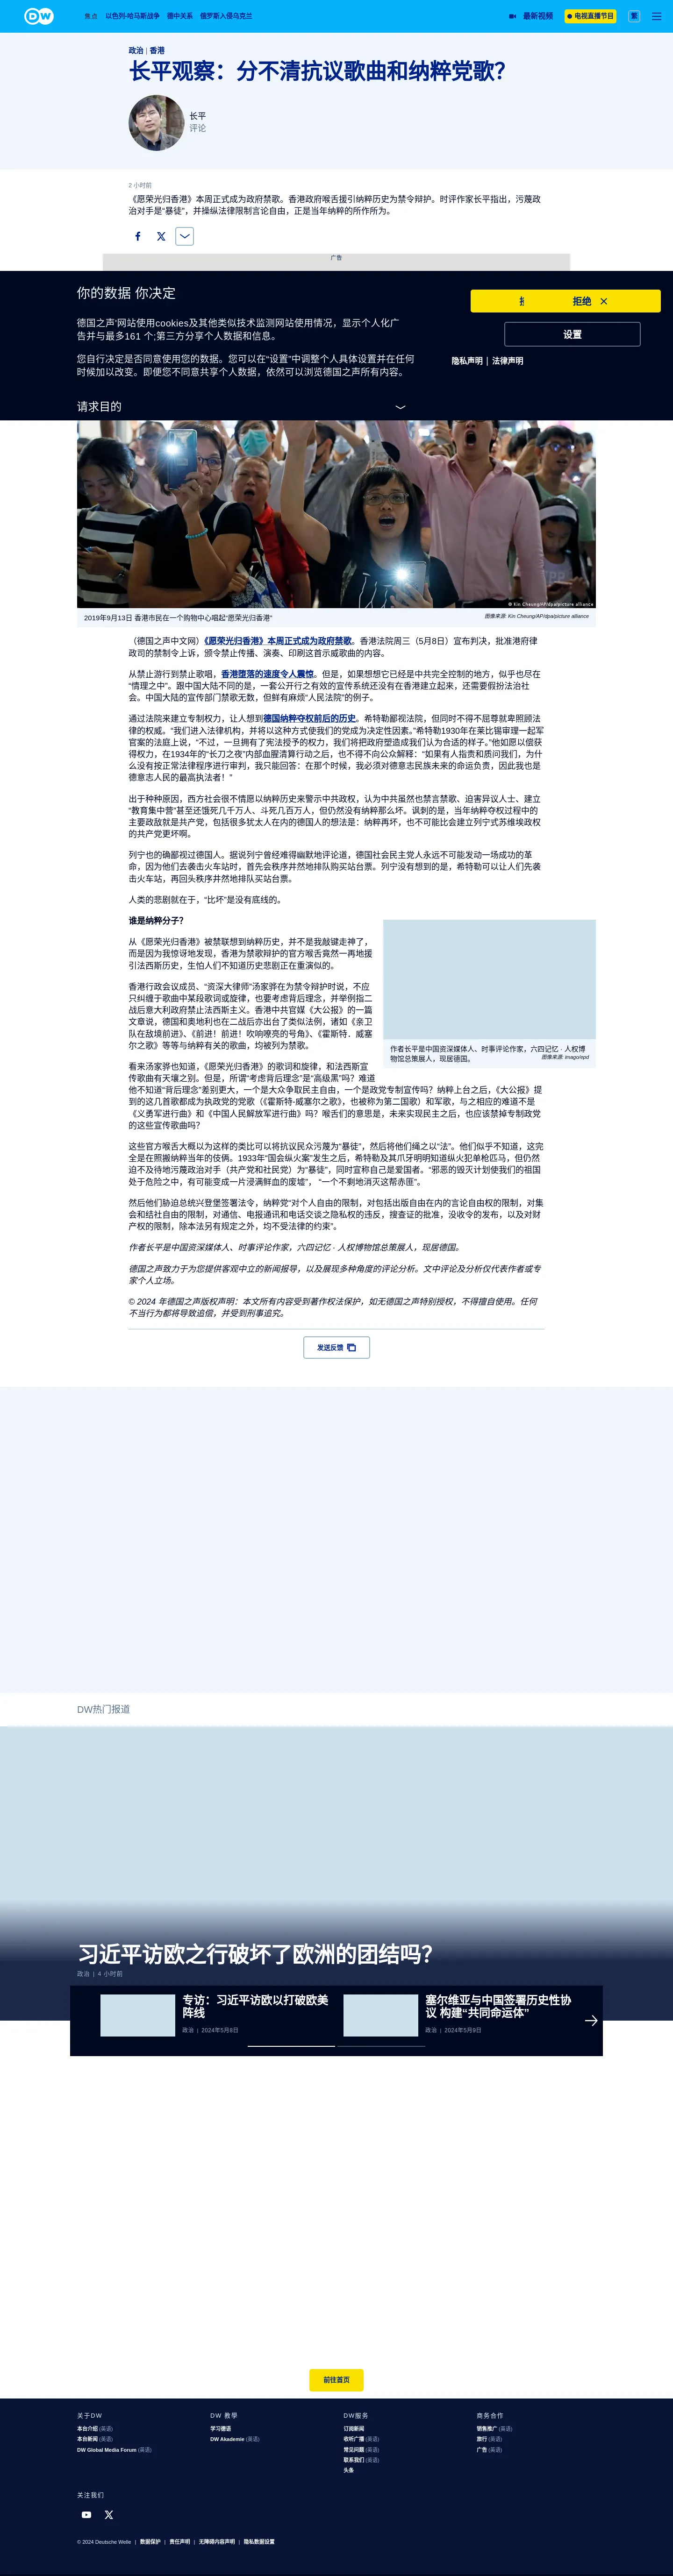 DW
焦点 以色列-哈马斯战争 德中关系 俄罗斯入侵乌克兰
最新视频 电视直播节目 繁
政治 | 香港
长平观察：分不清抗议歌曲和纳粹党歌？
长平
评论
2 小时前
《愿荣光归香港》本周正式成为政府禁歌。香港政府喉舌援引纳粹历史为禁令辩护。时评作家长平指出，污蔑政
治对手是“暴徒”，并操纵法律限制言论自由，正是当年纳粹的所作所为。
广告
你的数据 你决定
拒绝
德国之声'网站使用cookies及其他类似技术监测网站使用情况，显示个人化广
告并与最多161 个;第三方分享个人数据和信息。
设置
您自行决定是否同意使用您的数据。您可以在"设置"中调整个人具体设置并在任何
时候加以改变。即便您不同意共享个人数据，依然可以浏览德国之声所有内容。
隐私声明 | 法律声明
请求目的
© Kin Cheung/AP/dpa/picture alliance
2019年9月13日 香港市民在一个购物中心唱起“愿荣光归香港”
图像来源: Kin Cheung/AP/dpa/picture alliance
（德国之声中文网）《愿荣光归香港》本周正式成为政府禁歌。香港法院周三（5月8日）宣布判决，批准港府律
政司的禁制令上诉，颁令禁止传播、演奏、印刷这首示威歌曲的内容。
从禁止游行到禁止歌唱，香港堕落的速度令人震惊。但是，如果想想它已经是中共完全控制的地方，似乎也尽在
“情理之中”。跟中国大陆不同的是，一套公开行之有效的宣传系统还没有在香港建立起来，还需要假扮法治社
会。中国大陆的宣传部门禁歌无数，但鲜有麻烦“人民法院”的例子。
通过法院来建立专制权力，让人想到德国纳粹夺权前后的历史。希特勒鄙视法院，但同时不得不屈尊就卑照顾法
律的权威。“我们进入法律机构，并将以这种方式使我们的党成为决定性因素。”希特勒1930年在莱比锡审理一起军
官案的法庭上说，“不过，一旦拥有了宪法授予的权力，我们将把政府塑造成我们认为合适的样子。”他如愿以偿获
得权力，在1934年的“长刀之夜”内部血腥清算行动之后，也不得不向公众解释：“如果有人指责和质问我，为什
么没有按正常法律程序进行审判，我只能回答：在那个时候，我必须对德意志民族未来的命运负责，因此我也是
德意志人民的最高执法者！”
出于种种原因，西方社会很不情愿以纳粹历史来警示中共政权，认为中共虽然也禁言禁歌、迫害异议人士、建立
“教育集中营”甚至还饿死几千万人、斗死几百万人，但仍然没有纳粹那么坏。讽刺的是，当年纳粹夺权过程中的
主要政敌就是共产党，包括很多犹太人在内的德国人的想法是：纳粹再坏，也不可能比会建立列宁式苏维埃政权
的共产党更坏啊。
列宁也的确鄙视过德国人。据说列宁曾经难得幽默地评论道，德国社会民主党人永远不可能发动一场成功的革
命，因为他们去袭击火车站时，首先会秩序井然地排队购买站台票。列宁没有想到的是，希特勒可以让人们先袭
击火车站，再回头秩序井然地排队买站台票。
人类的悲剧就在于，“比坏”是没有底线的。
谁是纳粹分子？
从《愿荣光归香港》被禁联想到纳粹历史，并不是我敲键走神了，
而是因为我惊讶地发现，香港为禁歌辩护的官方喉舌竟然一再地援
引法西斯历史，生怕人们不知道历史悲剧正在重演似的。
香港行政会议成员、“资深大律师”汤家骅在为禁令辩护时说，不应
只纠缠于歌曲中某段歌词或旋律，也要考虑背后理念，并举例指二
战后意大利政府禁止法西斯主义。香港中共官媒《大公报》的一篇
文章说，德国和奥地利也在二战后亦出台了类似法例，诸如《亲卫
队在敌境前进》、《前进！前进！吹响嘹亮的号角》、《霍斯特．威塞
尔之歌》等等与纳粹有关的歌曲，均被列为禁歌。
作者长平是中国资深媒体人、时事评论作家，六四记忆 · 人权博
物馆总策展人，现居德国。
图像来源: imago/epd
看来汤家骅也知道，《愿荣光归香港》的歌词和旋律，和法西斯宣
传歌曲有天壤之别。但是，所谓“考虑背后理念”是“高级黑”吗？难道
他不知道“背后理念”差别更大，一个是大众争取民主自由，一个是政党专制宣传吗？纳粹上台之后，《大公报》提
到的这几首歌都成为执政党的党歌（《霍斯特-威塞尔之歌》，也被称为第二国歌）和军歌，与之相应的难道不是
《义勇军进行曲》和《中国人民解放军进行曲》吗？喉舌们的意思是，未来实现民主之后，也应该禁掉专制政党
的这些宣传歌曲吗？
这些官方喉舌大概以为这样的类比可以将抗议民众污蔑为“暴徒”，然后将他们绳之以“法”。他们似乎不知道，这完
全是在照搬纳粹当年的伎俩。1933年“国会纵火案”发生之后，希特勒及其爪牙明明知道纵火犯单枪匹马，但仍然
迫不及待地污蔑政治对手（共产党和社民党）为“暴徒”，同时宣称自己是爱国者。“邪恶的毁灭计划使我们的祖国
处于危险之中，有可能变成一片浸满鲜血的废墟”， “一个不剩地消灭这帮赤匪”。
然后他们胁迫总统兴登堡签署法令，纳粹党“对个人自由的限制，对包括出版自由在内的言论自由权的限制，对集
会和结社自由的限制，对通信、电报通讯和电话交谈之隐私权的违反，搜查证的批准，没收令的发布，以及对财
产权的限制，除本法另有规定之外，均不受法律的约束”。
作者长平是中国资深媒体人、时事评论作家，六四记忆 · 人权博物馆总策展人，现居德国。
德国之声致力于为您提供客观中立的新闻报导，以及展现多种角度的评论分析。文中评论及分析仅代表作者或专
家个人立场。
© 2024 年德国之声版权声明：本文所有内容受到著作权法保护，如无德国之声特别授权，不得擅自使用。任何
不当行为都将导致追偿，并受到刑事追究。
发送反馈
DW热门报道
习近平访欧之行破坏了欧洲的团结吗？
政治 | 4 小时前
专访：习近平访欧以打破欧美
阵线
政治 | 2024年5月8日
塞尔维亚与中国签署历史性协
议 构建“共同命运体”
政治 | 2024年5月9日
前往首页
关于DW
本台介绍 (英语)
本台新闻 (英语)
DW Global Media Forum (英语)
DW 教學
学习德语
DW Akademie (英语)
DW服务
订阅新闻
收听广播 (英语)
常见问题 (英语)
联系我们 (英语)
头条
商务合作
销售推广 (英语)
旅行 (英语)
广告 (英语)
关注我们
© 2024 Deutsche Welle | 数据保护 | 责任声明 | 无障碍内容声明 | 隐私数据设置